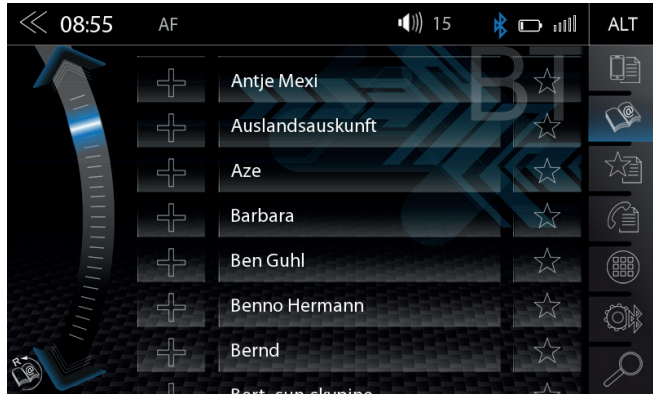 08:55 AF 15 ALT
BT
Antje Mexi
Auslandsauskunft
Aze
Barbara
Ben Guhl
Benno Hermann
Bernd
R